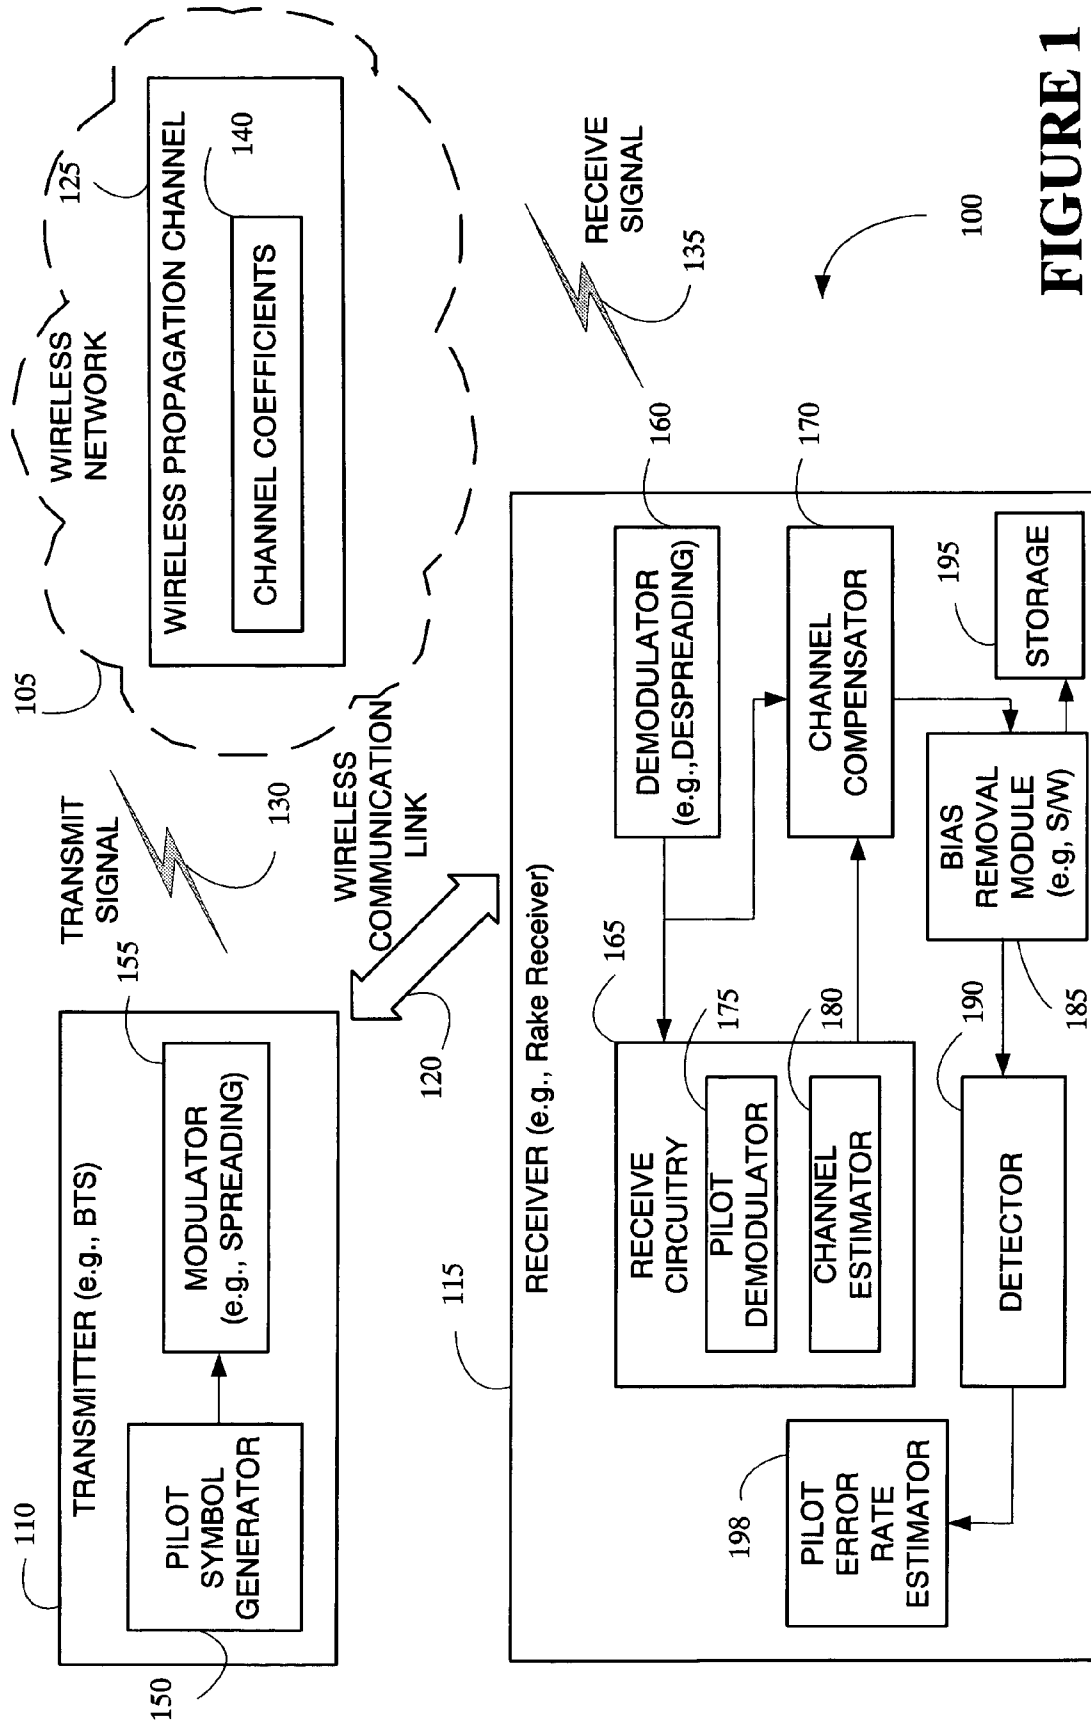 110
TRANSMITTER (e.g., BTS)
PILOT
SYMBOL
GENERATOR
150
MODULATOR
(e.g., SPREADING)
155
TRANSMIT
SIGNAL
130
105
WIRELESS
NETWORK
125
WIRELESS PROPAGATION CHANNEL
CHANNEL COEFFICIENTS
140
WIRELESS
COMMUNICATION
LINK
120
RECEIVE
SIGNAL
135
100
115
RECEIVER (e.g., Rake Receiver)
165
RECEIVE
CIRCUITRY
175
PILOT
DEMODULATOR
180
CHANNEL
ESTIMATOR
DEMODULATOR
(e.g.,DESPREADING)
160
CHANNEL
COMPENSATOR
170
198
PILOT
ERROR
RATE
ESTIMATOR
190
DETECTOR
BIAS
REMOVAL
MODULE
(e.g, S/W)
185
195
STORAGE
FIGURE 1